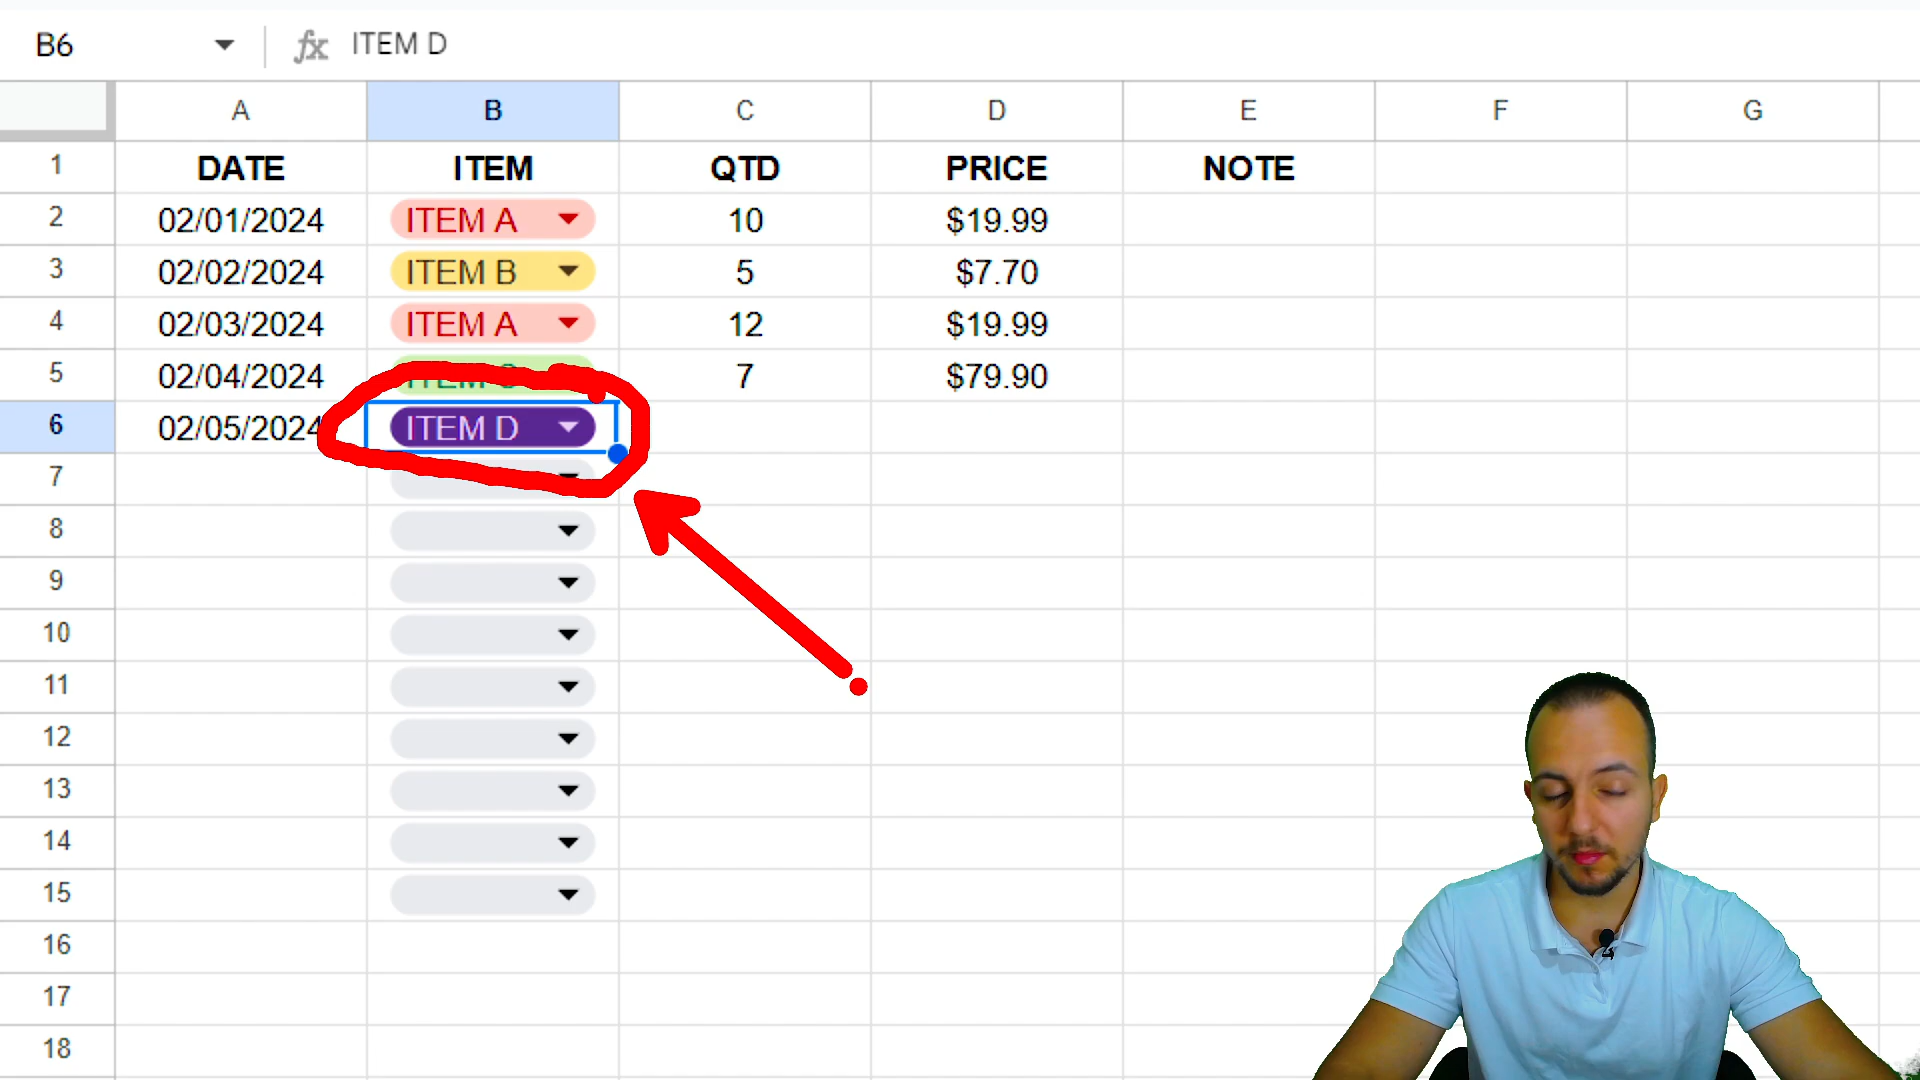 B6 fx ITEM D
A B C D E F G
1 DATE ITEM QTD PRICE NOTE
2 02/01/2024 ITEM A 10 $19.99
3 02/02/2024 ITEM B 5 $7.70
4 02/03/2024 ITEM A 12 $19.99
5 02/04/2024 ITEM C 7 $79.90
6 02/05/2024 ITEM D
7
8
9
10
11
12
13
14
15
16
17
18